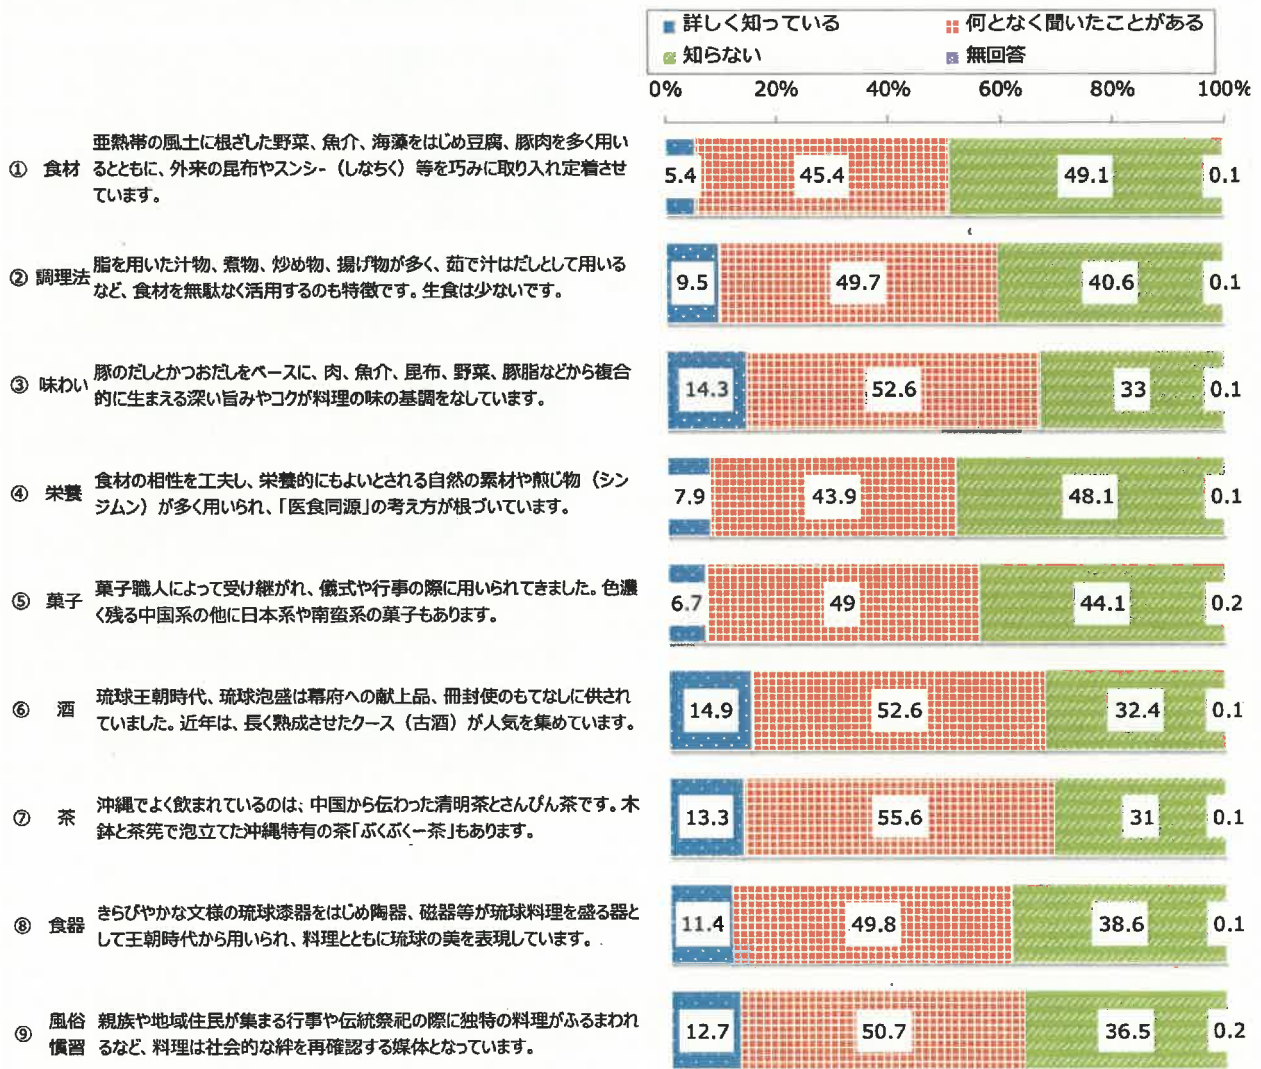 詳しく知っている 何となく聞いたことがある
知らない 無回答
0% 20% 40% 60% 80% 100%
① 食材
亜熱帯の風土に根ざした野菜、魚介、海藻をはじめ豆腐、豚肉を多く用い
るとともに、外来の昆布やスンシー（しなちく）等を巧みに取り入れ定着させ
ています。
5.4 45.4 49.1 0.1
② 調理法
脂を用いた汁物、煮物、炒め物、揚げ物が多く、茹で汁はだしとして用いる
など、食材を無駄なく活用するのも特徴です。生食は少ないです。
9.5 49.7 40.6 0.1
③ 味わい
豚のだしとかつおだしをベースに、肉、魚介、昆布、野菜、豚脂などから複合
的に生まえる深い旨みやコクが料理の味の基調をなしています。
14.3 52.6 33 0.1
④ 栄養
食材の相性を工夫し、栄養的にもよいとされる自然の素材や煎じ物（シン
ジムン）が多く用いられ、「医食同源」の考え方が根づいています。
7.9 43.9 48.1 0.1
⑤ 菓子
菓子職人によって受け継がれ、儀式や行事の際に用いられてきました。色濃
く残る中国系の他に日本系や南蛮系の菓子もあります。
6.7 49 44.1 0.2
⑥ 酒
琉球王朝時代、琉球泡盛は幕府への献上品、冊封使のもてなしに供され
ていました。近年は、長く熟成させたクース（古酒）が人気を集めています。
14.9 52.6 32.4 0.1
⑦ 茶
沖縄でよく飲まれているのは、中国から伝わった清明茶とさんぴん茶です。木
鉢と茶筅で泡立てた沖縄特有の茶「ぶくぶくー茶」もあります。
13.3 55.6 31 0.1
⑧ 食器
きらびやかな文様の琉球漆器をはじめ陶器、磁器等が琉球料理を盛る器と
して王朝時代から用いられ、料理とともに琉球の美を表現しています。
11.4 49.8 38.6 0.1
⑨ 風俗
慣習
親族や地域住民が集まる行事や伝統祭祀の際に独特の料理がふるまわれ
るなど、料理は社会的な絆を再確認する媒体となっています。
12.7 50.7 36.5 0.2